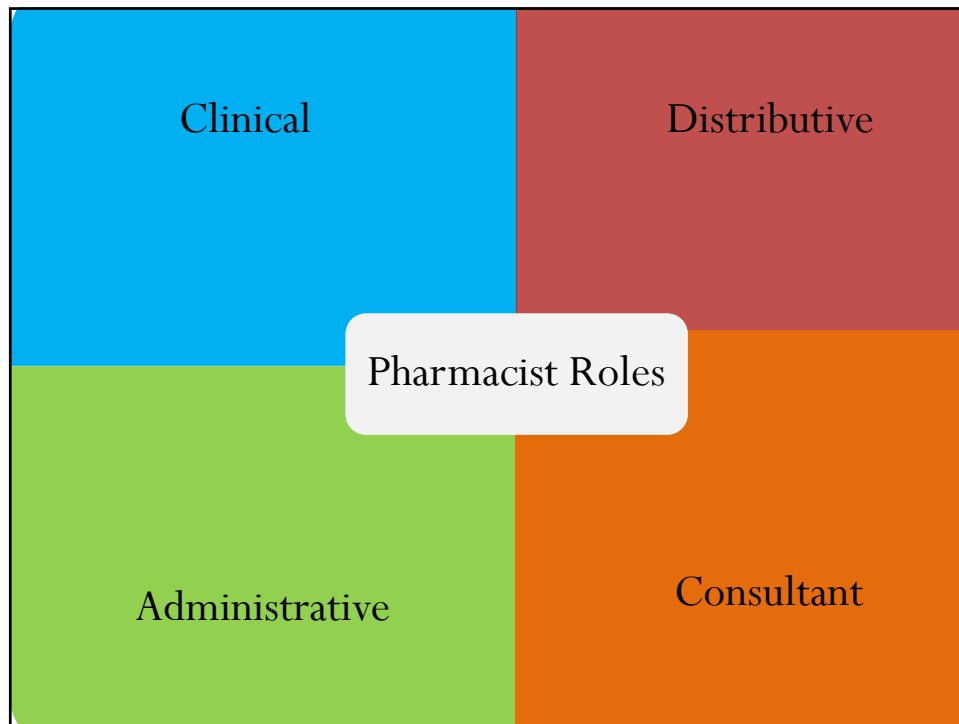 Clinical
Distributive
Pharmacist Roles
Administrative
Consultant